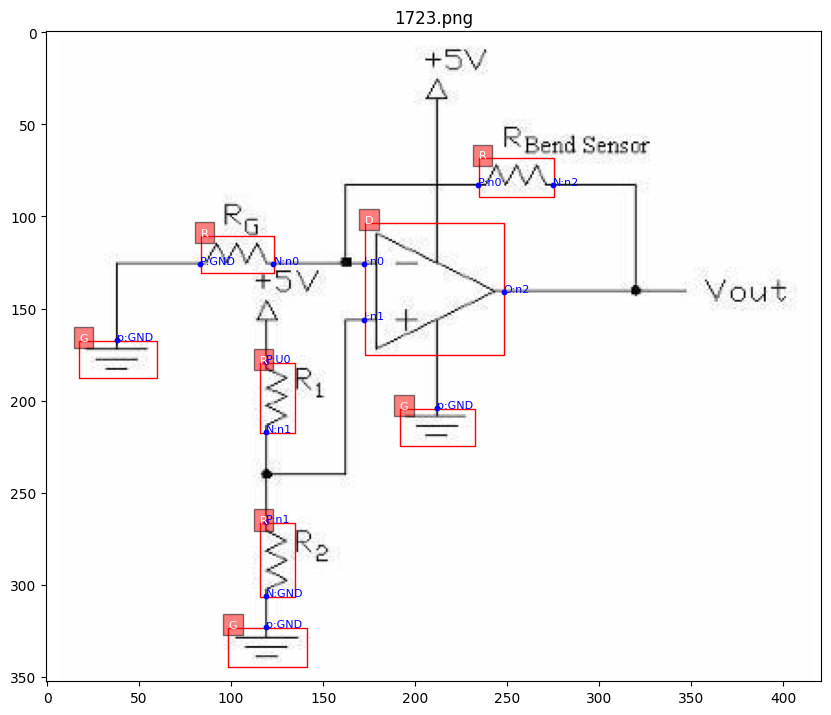 1723.png
+5V
R Bend Sensor
R
R_G
D
P:n0
N:n2
R
P:GND
N:n0
i:n0
+5V
−
O:n2
Vout
i:n1
+
G
p:GND
R
P:U0
R_1
G
p:GND
N:n1
R
P:n1
R_2
N:GND
G
p:GND
0
50
100
150
200
250
300
350
0
50
100
150
200
250
300
350
400